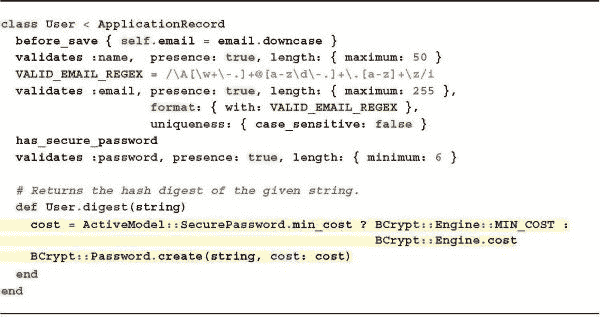 class User < ApplicationRecord
  before_save { self.email = email.downcase }
  validates :name,  presence: true, length: { maximum: 50 }
  VALID_EMAIL_REGEX = /\A[\w+\-.]+@[a-z\d\-.]+\.[a-z]+\z/i
  validates :email, presence: true, length: { maximum: 255 },
                    format: { with: VALID_EMAIL_REGEX },
                    uniqueness: { case_sensitive: false }
  has_secure_password
  validates :password, presence: true, length: { minimum: 6 }

  # Returns the hash digest of the given string.
  def User.digest(string)
    cost = ActiveModel::SecurePassword.min_cost ? BCrypt::Engine::MIN_COST :
                                                  BCrypt::Engine.cost
    BCrypt::Password.create(string, cost: cost)
  end
end